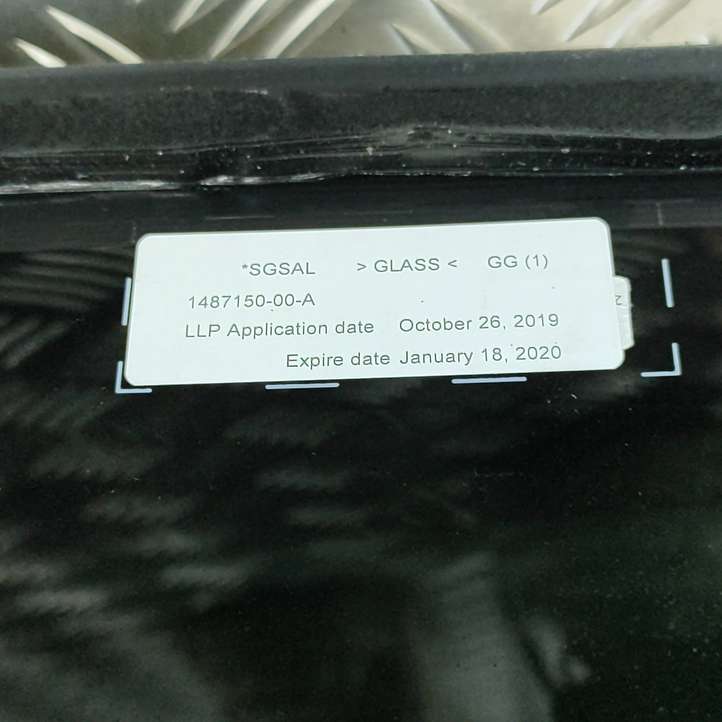 *SGSAL > GLASS < GG (1)
1487150-00-A
LLP Application date October 26, 2019
Expire date January 18, 2020